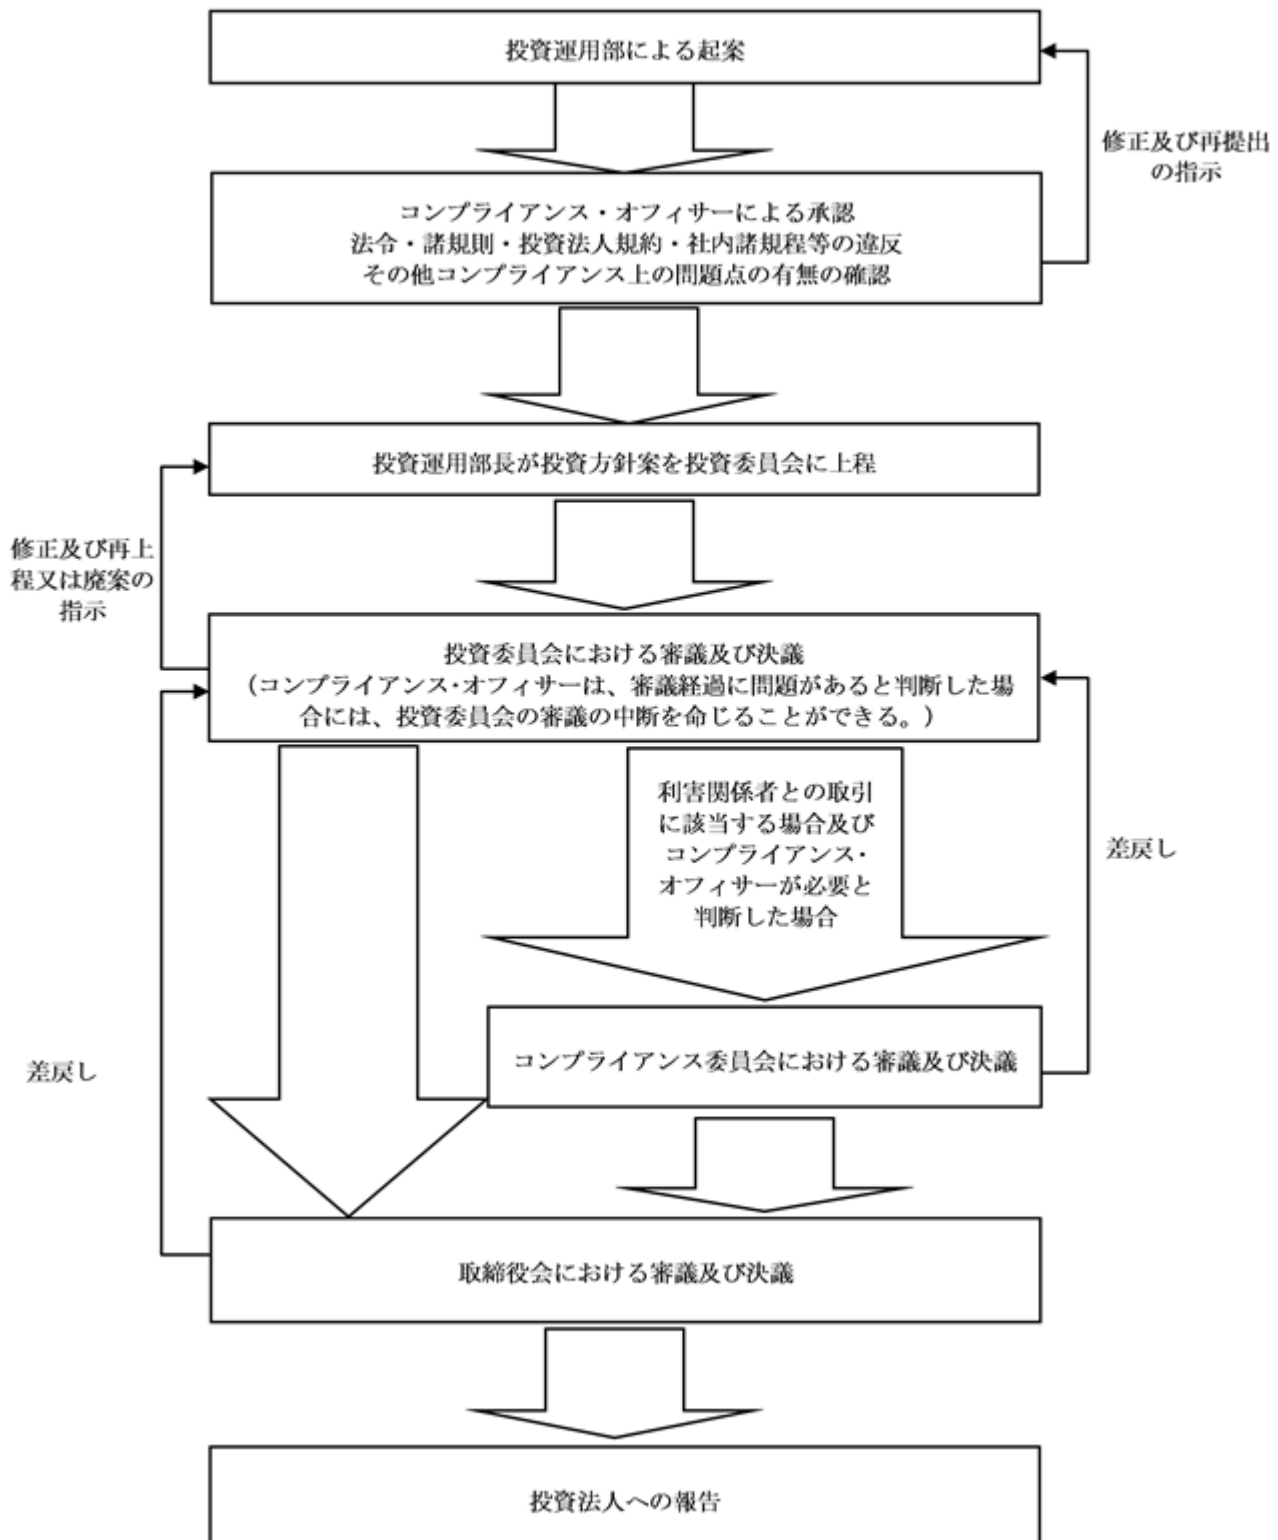 投資運用部による起案
修正及び再提出
の指示
コンプライアンス・オフィサーによる承認
法令・諸規則・投資法人規約・社内諸規程等の違反
その他コンプライアンス上の問題点の有無の確認
投資運用部長が投資方針案を投資委員会に上程
修正及び再上
程又は廃案の
指示
投資委員会における審議及び決議
（コンプライアンス・オフィサーは、審議経過に問題があると判断した場
合には、投資委員会の審議の中断を命じることができる。）
利害関係者との取引
に該当する場合及び
コンプライアンス・
オフィサーが必要と
判断した場合
差戻し
コンプライアンス委員会における審議及び決議
差戻し
取締役会における審議及び決議
投資法人への報告